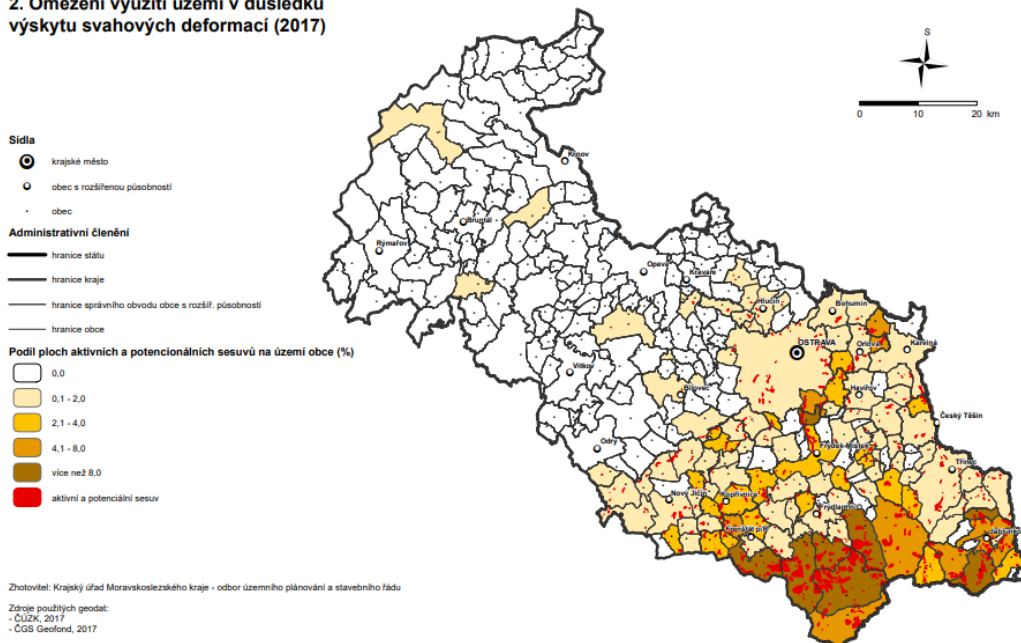 2. Omezení využití území v důsledku
výskytu svahových deformací (2017)
S
0 10 20 km
Sídla
krajské město
obec s rozšířenou působností
obec
Administrativní členění
hranice státu
hranice kraje
hranice správního obvodu obce s rozšíř. působností
hranice obce
Podíl ploch aktivních a potencionálních sesuvů na území obce (%)
0,0
0,1 - 2,0
2,1 - 4,0
4,1 - 8,0
více než 8,0
aktivní a potenciální sesuv
Krnov
Bruntál
Rýmařov
Opava
Kravaře
Hlučín
Bohumín
OSTRAVA
Orlová
Karviná
Vítkov
Bílovec
Havířov
Český Těšín
Odry
Frýdek-Místek
Třinec
Nový Jičín
Kopřivnice
Frýdlant n.O.
Frenštát p.R.
Jablunkov
Zhotovitel: Krajský úřad Moravskoslezského kraje - odbor územního plánování a stavebního řádu
Zdroje použitých geodat:
- ČÚZK, 2017
- ČGS Geofond, 2017